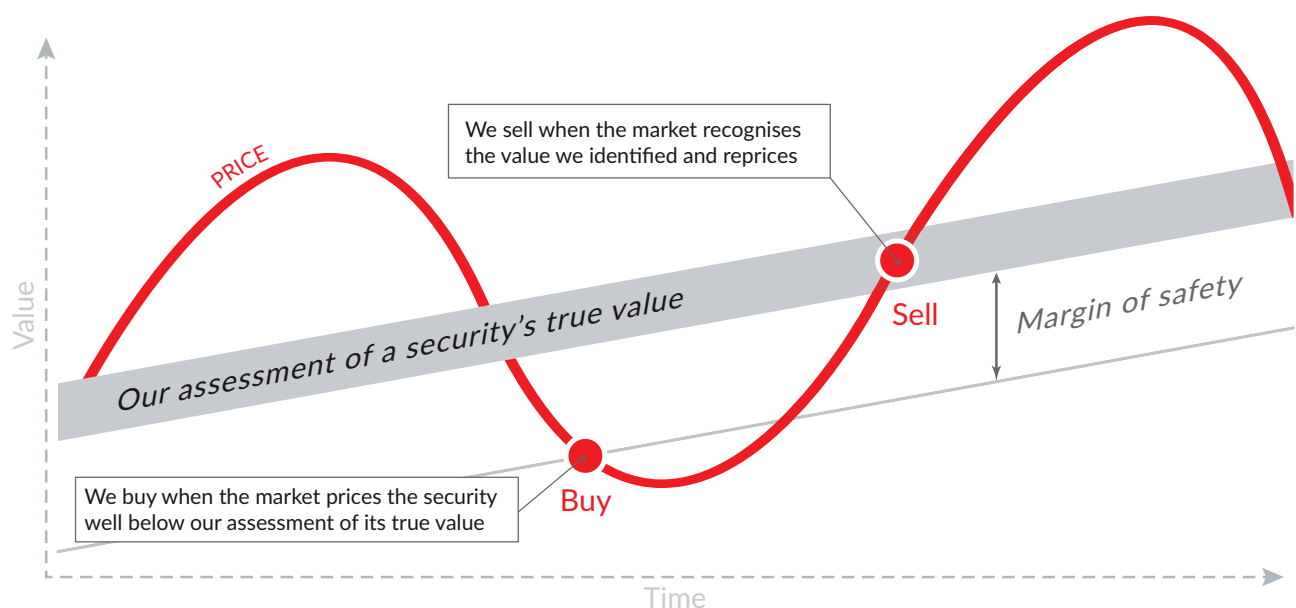 PRICE
We sell when the market recognises
the value we identified and reprices
Value
Our assessment of a security’s true value
Sell
Margin of safety
We buy when the market prices the security
well below our assessment of its true value
Buy
Time